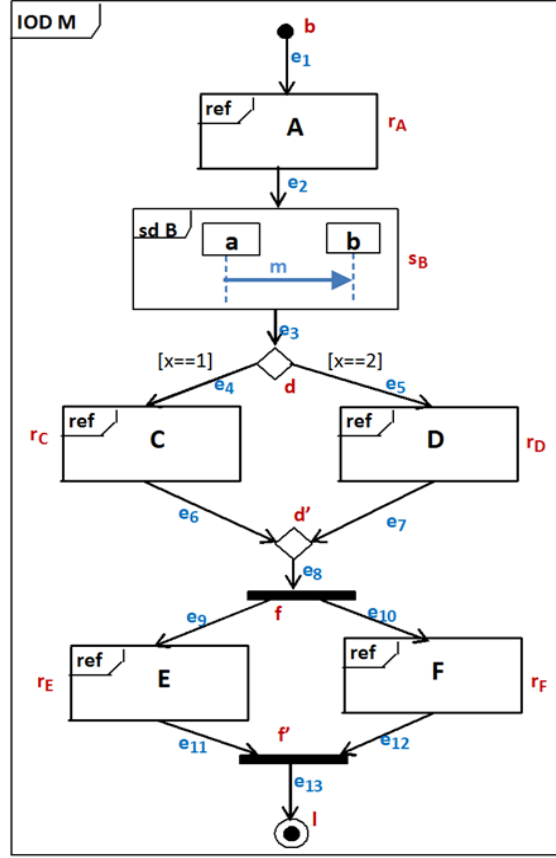 IOD M
b
e1
ref
A
rA
e2
sd B
a
b
m
sB
e3
[x==1]
[x==2]
e4
d
e5
ref
C
rC
ref
D
rD
e6
d'
e7
e8
e9
f
e10
ref
E
rE
ref
F
rF
e11
f'
e12
e13
l